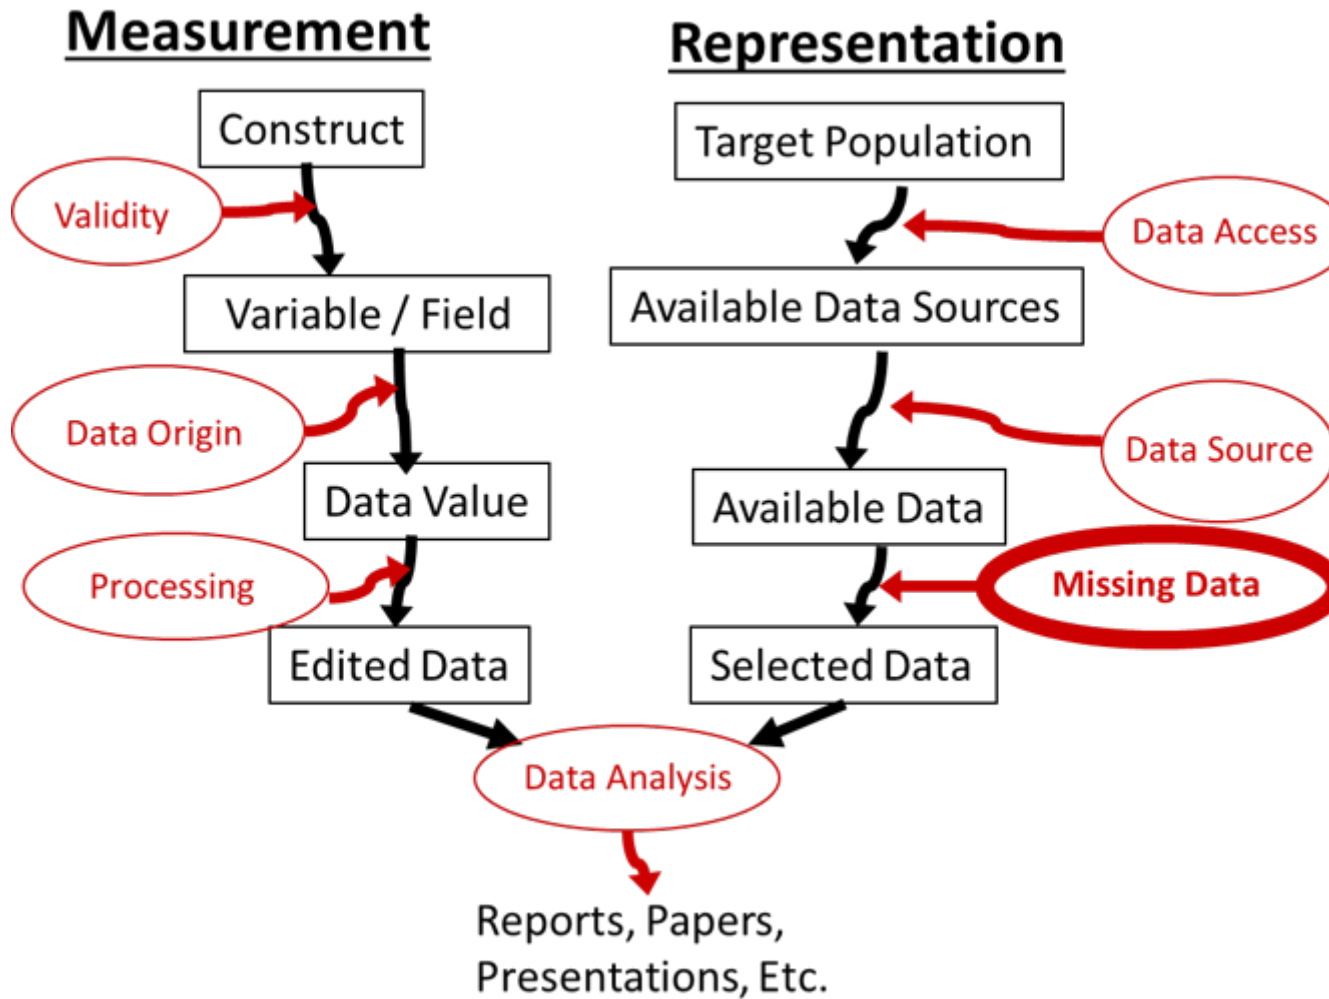 Measurement
Representation
Construct
Target Population
Validity
Data Access
Variable / Field
Available Data Sources
Data Origin
Data Source
Data Value
Available Data
Processing
Missing Data
Edited Data
Selected Data
Data Analysis
Reports, Papers,
Presentations, Etc.